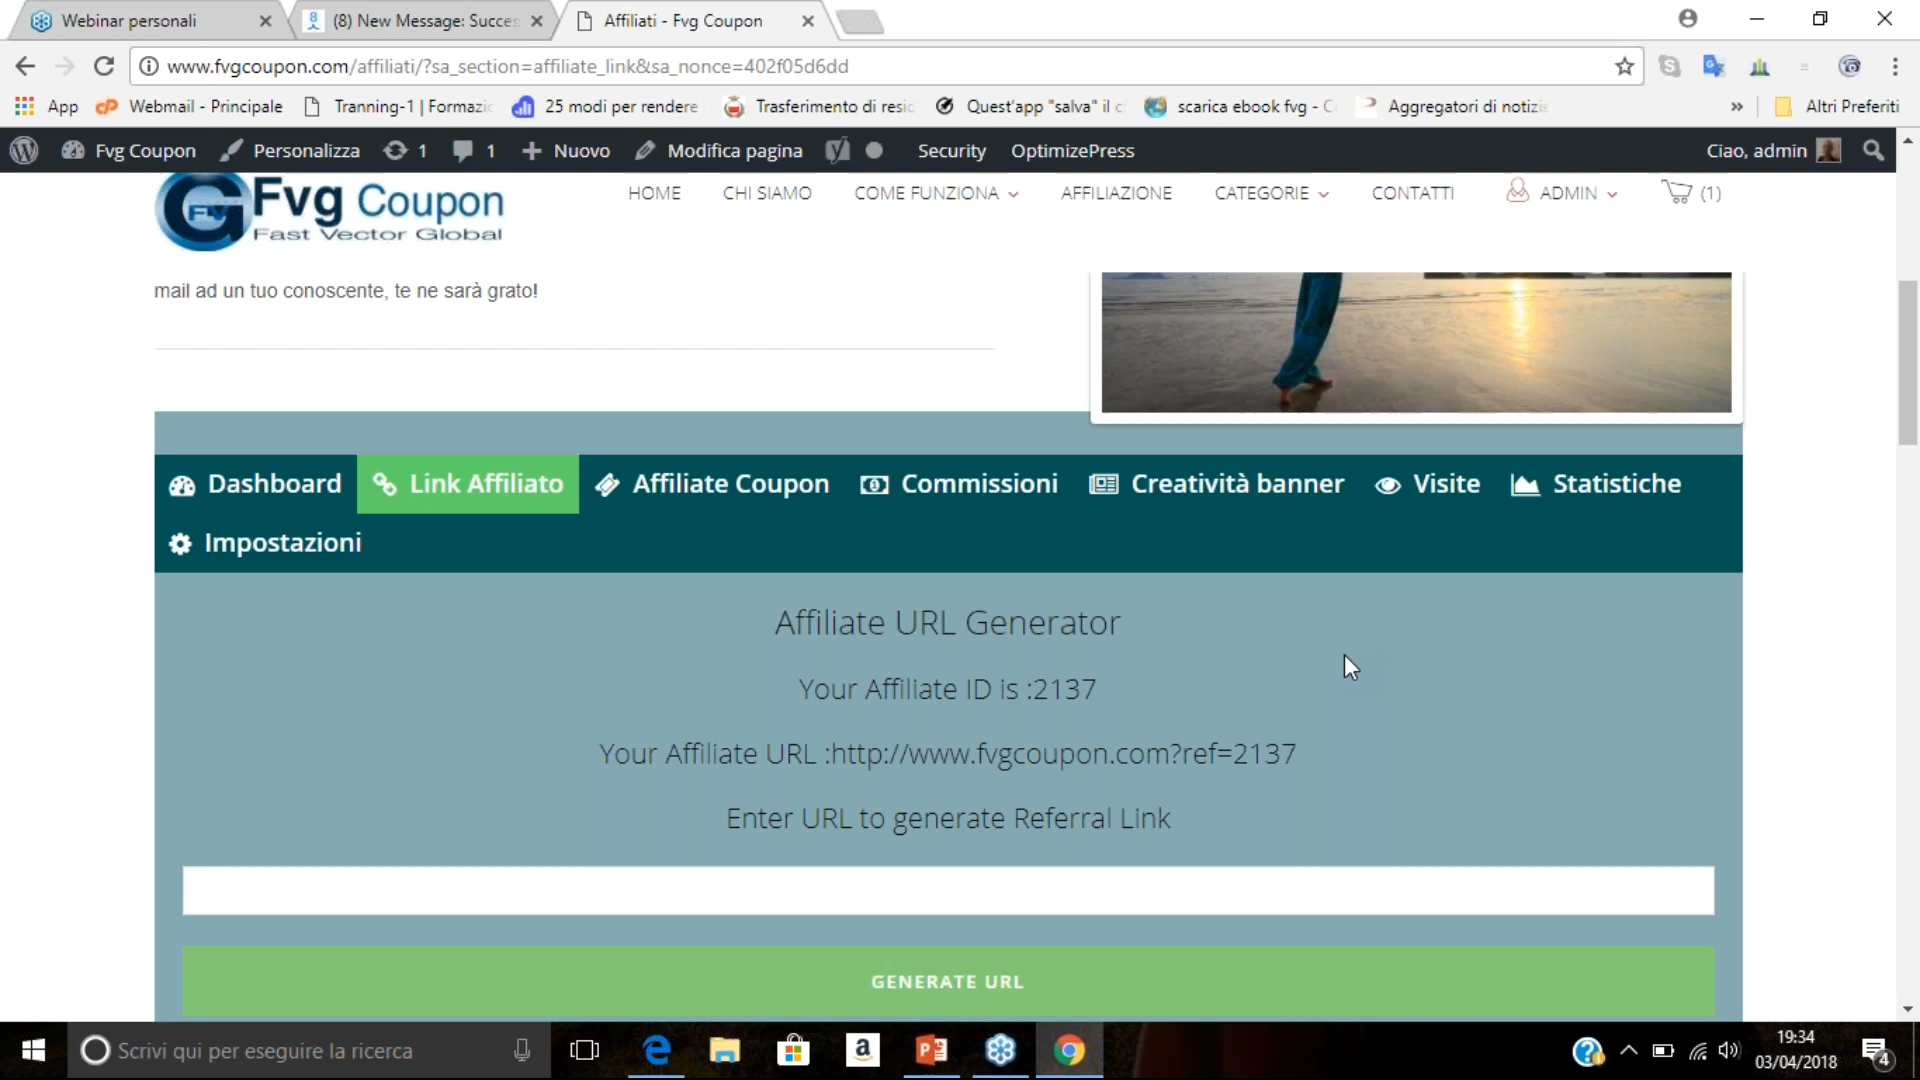 Webinar personali
(8) New Message: Succes
Affiliati - Fvg Coupon
www.fvgcoupon.com/affiliati/?sa_section=affiliate_link&sa_nonce=402f05d6dd
App
Webmail - Principale
Tranning-1 | Formazic
25 modi per rendere
Trasferimento di resid
Quest'app "salva" il c
scarica ebook fvg - C
Aggregatori di notizi
»
Altri Preferiti
Fvg Coupon
Personalizza
1
1
+ Nuovo
Modifica pagina
Security
OptimizePress
Ciao, admin
Fvg Coupon
Fast Vector Global
HOME
CHI SIAMO
COME FUNZIONA
AFFILIAZIONE
CATEGORIE
CONTATTI
ADMIN
(1)
mail ad un tuo conoscente, te ne sarà grato!
Dashboard
Link Affiliato
Affiliate Coupon
Commissioni
Creatività banner
Visite
Statistiche
Impostazioni
Affiliate URL Generator
Your Affiliate ID is :2137
Your Affiliate URL :http://www.fvgcoupon.com?ref=2137
Enter URL to generate Referral Link
GENERATE URL
Scrivi qui per eseguire la ricerca
19:34
03/04/2018
4